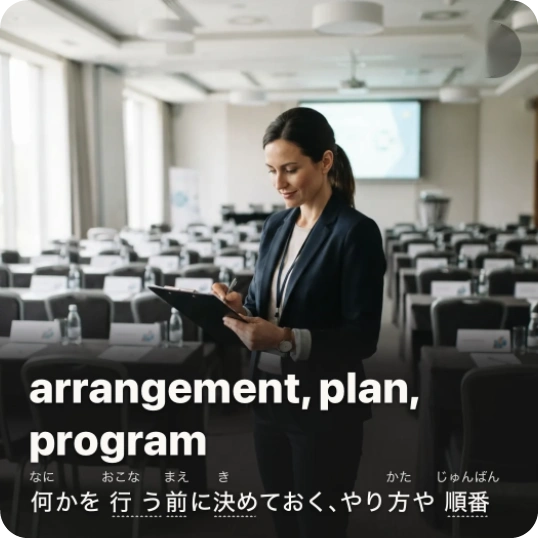 arrangement, plan,
program
なに おこな まえ き かた じゅんばん
何かを行う前に決めておく、やり方や順番